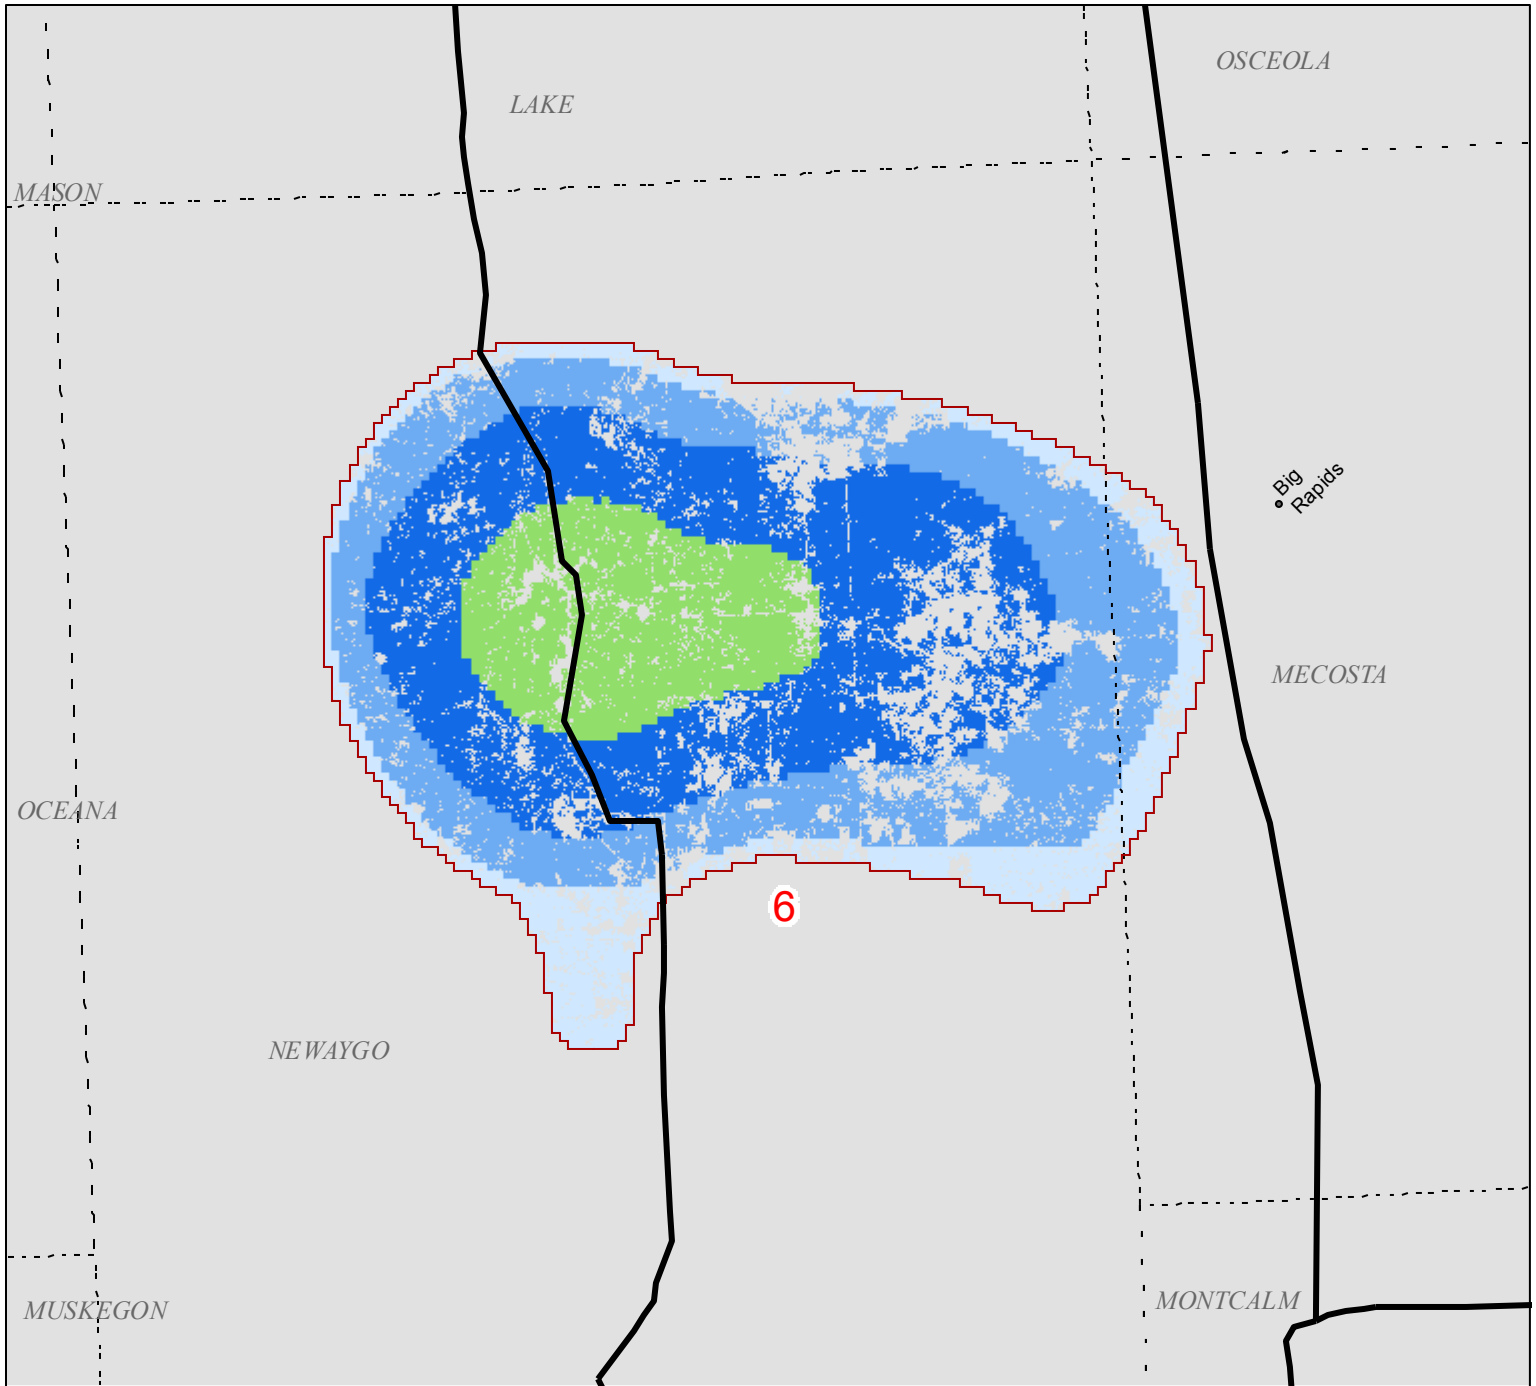 OSCEOLA
LAKE
MASON
Big
Rapids
MECOSTA
OCEANA
6
NEWAYGO
MONTCALM
MUSKEGON